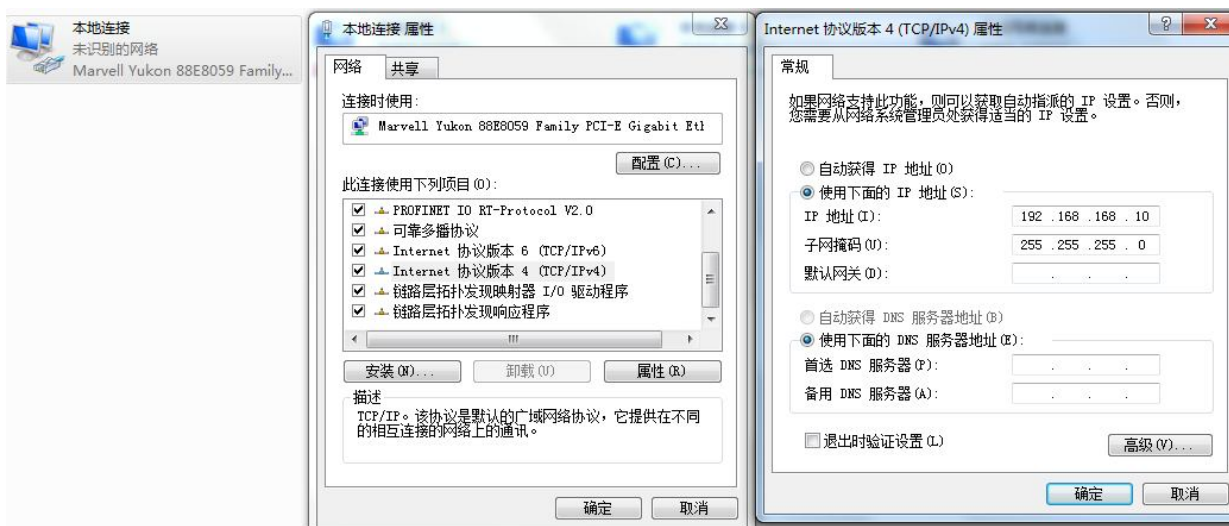 本地连接
未识别的网络
Marvell Yukon 88E8059 Family...
本地连接 属性
网络
共享
连接时使用:
Marvell Yukon 88E8059 Family PCI-E Gigabit Eth
配置(C)...
此连接使用下列项目(O):
PROFINET IO RT-Protocol V2.0
可靠多播协议
Internet 协议版本 6 (TCP/IPv6)
Internet 协议版本 4 (TCP/IPv4)
链路层拓扑发现映射器 I/O 驱动程序
链路层拓扑发现响应程序
安装(N)...
卸载(U)
属性(R)
描述
TCP/IP。该协议是默认的广域网络协议，它提供在不同
的相互连接的网络上的通讯。
确定
取消
Internet 协议版本 4 (TCP/IPv4) 属性
常规
如果网络支持此功能，则可以获取自动指派的 IP 设置。否则，
您需要从网络系统管理员处获得适当的 IP 设置。
自动获得 IP 地址(O)
使用下面的 IP 地址(S):
IP 地址(I):
192 .168 .168 . 10
子网掩码(U):
255 .255 .255 . 0
默认网关(D):
自动获得 DNS 服务器地址(B)
使用下面的 DNS 服务器地址(E):
首选 DNS 服务器(P):
备用 DNS 服务器(A):
退出时验证设置(L)
高级(V)...
确定
取消